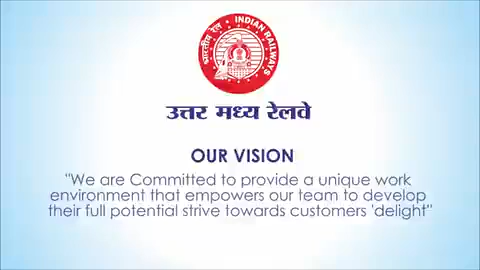 भारतीय रेल • INDIAN RAILWAYS
उत्तर मध्य रेलवे
OUR VISION
"We are Committed to provide a unique work
environment that empowers our team to develop
their full potential strive towards customers 'delight"